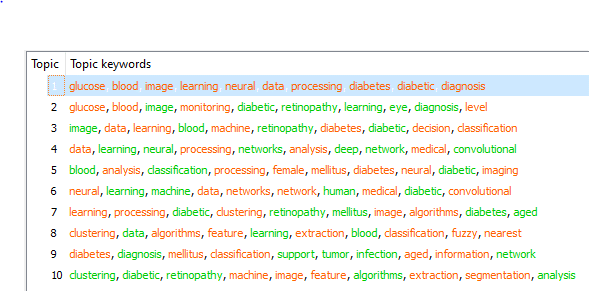 Topic Topic keywords
glucose blood image learning neural data processing diabetes diabetic diagnosis
2 glucose, blood, image, monitoring, diabetic, retinopathy, learning, eye, diagnosis, level
3 image, data, learning, blood, machine, retinopathy, diabetes, diabetic, decision, classification
4 data, learning, neural, processing, networks, analysis, deep, network, medical, convolutional
5 blood, analysis, classification, processing, female, mellitus, diabetes, neural, diabetic, imaging
6 neural, learning, machine, data, networks, network, human, medical, diabetic, convolutional
7 learning, processing, diabetic, clustering, retinopathy, mellitus, image, algorithms, diabetes, aged
8 clustering, data, algorithms, feature, learning, extraction, blood, classification, fuzzy, nearest
9 diabetes, diagnosis, mellitus, classification, support, tumor, infection, aged, information, network
10 clustering, diabetic, retinopathy, machine, image, feature, algorithms, extraction, segmentation, analysis